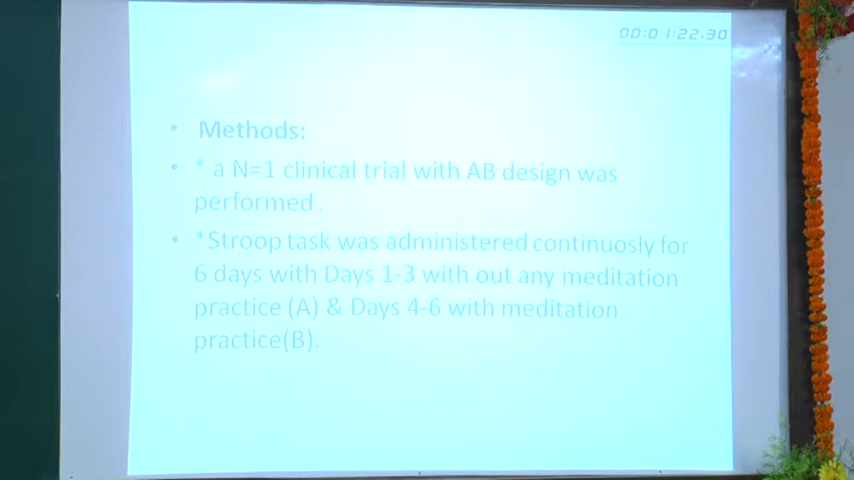 00:01:22.30
• Methods:
• * a N=1 clinical trial with AB design was
performed.
• *Stroop task was administered continuosly for
6 days with Days 1-3 with out any meditation
practice (A) & Days 4-6 with meditation
practice(B).